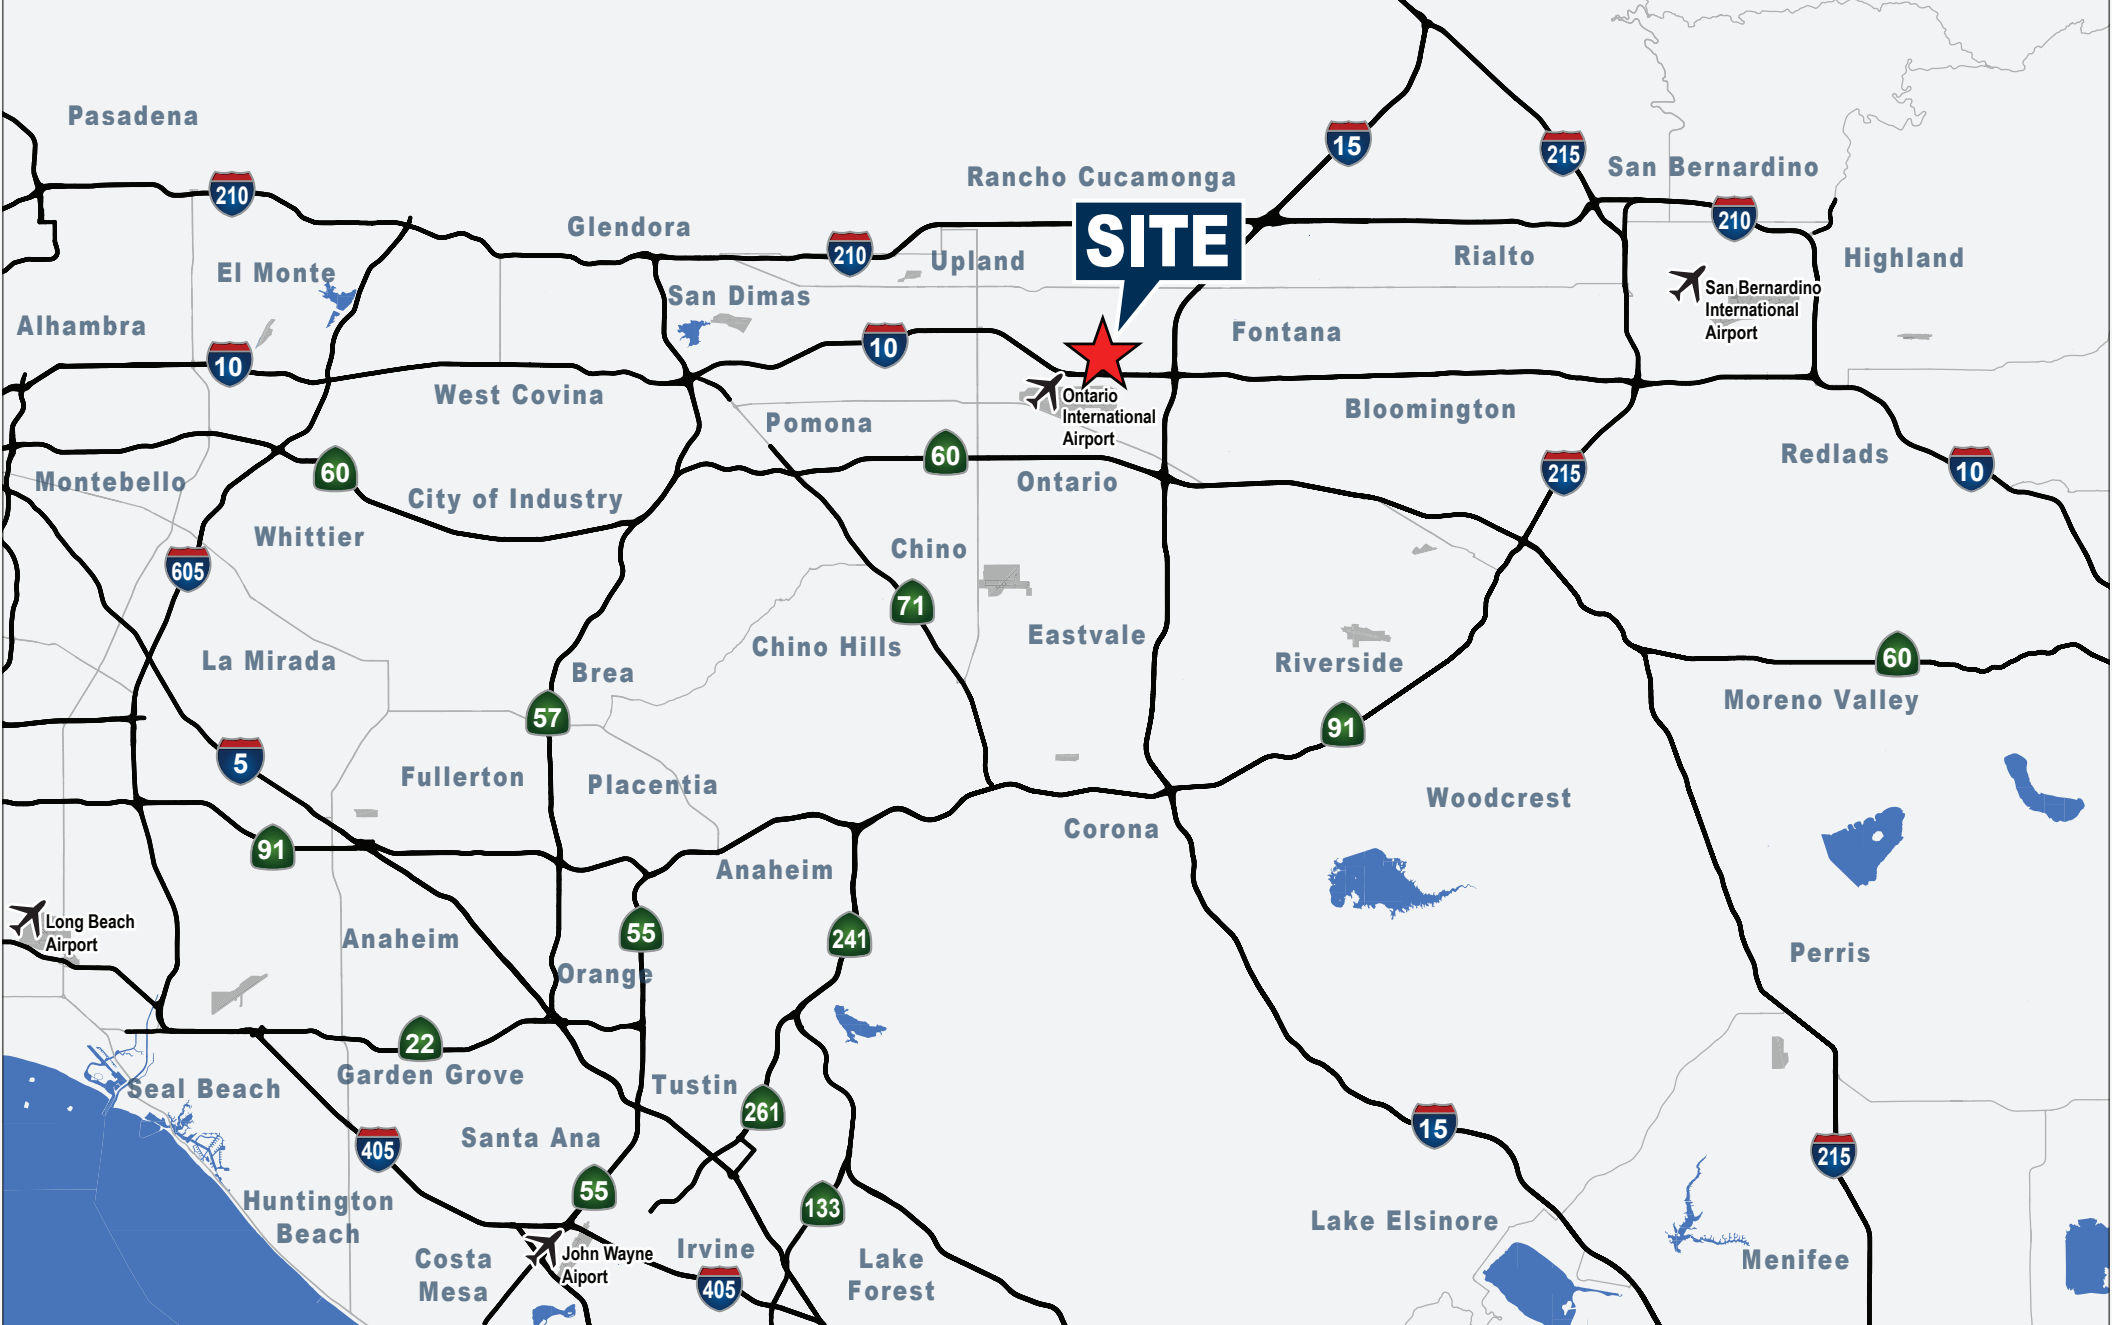 Pasadena
15
215
San Bernardino
Rancho Cucamonga
210
210
Glendora
SITE
210
Upland
Rialto
Highland
El Monte
San Dimas
San Bernardino
International
Airport
Alhambra
10
10
Fontana
West Covina
Ontario
International
Airport
Pomona
Bloomington
Redlads
10
60
60
215
Montebello
City of Industry
Ontario
Whittier
Chino
605
71
Eastvale
Chino Hills
La Mirada
Brea
Riverside
60
Moreno Valley
57
91
5
Fullerton
Placentia
Woodcrest
Corona
91
Anaheim
Long Beach
Airport
Anaheim
55
241
Perris
Orange
22
Garden Grove
Seal Beach
Tustin
261
15
Santa Ana
405
215
55
133
Huntington
Beach
Lake Elsinore
Costa
Mesa
John Wayne
Aiport
Irvine
405
Lake
Forest
Menifee